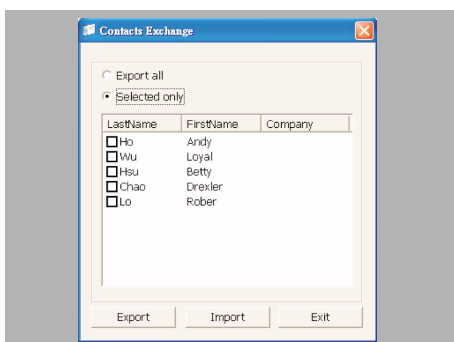 Contacts Exchange
Export all
Selected only
LastName FirstName Company
Ho Andy
Wu Loyal
Hsu Betty
Chao Drexler
Lo Rober
Export Import Exit